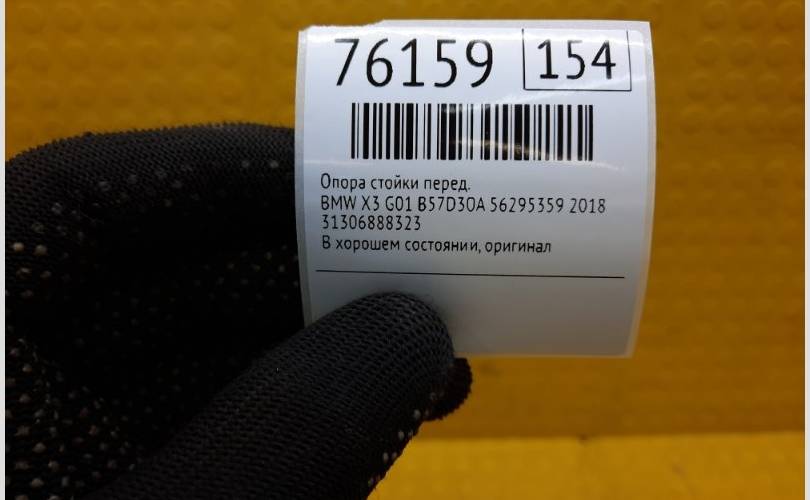 76159 154
Опора стойки перед.
BMW X3 G01 B57D30A 56295359 2018
31306888323
В хорошем состоянии, оригинал